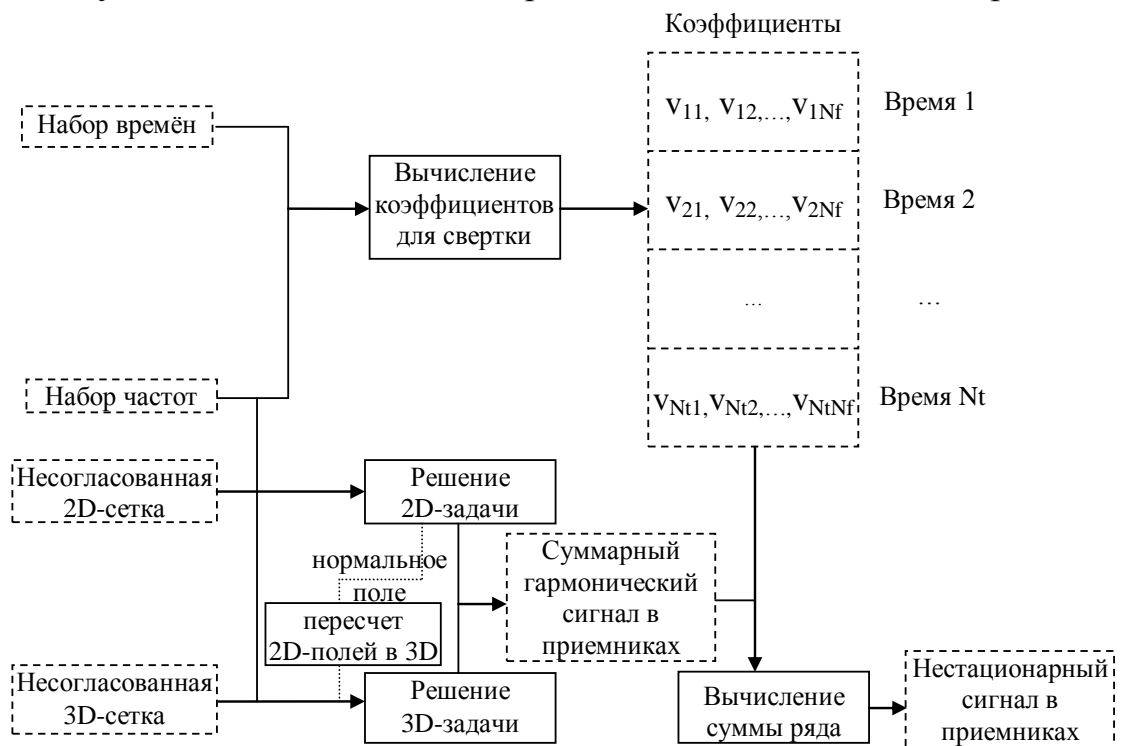 Коэффициенты
Набор времён
Вычисление
коэффициентов
для свертки
v11, v12,…,v1Nf
Время 1
v21, v22,…,v2Nf
Время 2
…
…
Набор частот
vNt1,vNt2,…,vNtNf
Время Nt
Несогласованная
2D-сетка
Решение
2D-задачи
нормальное
поле
пересчет
2D-полей в 3D
Суммарный
гармонический
сигнал в
приемниках
Несогласованная
3D-сетка
Решение
3D-задачи
Вычисление
суммы ряда
Нестационарный
сигнал в
приемниках